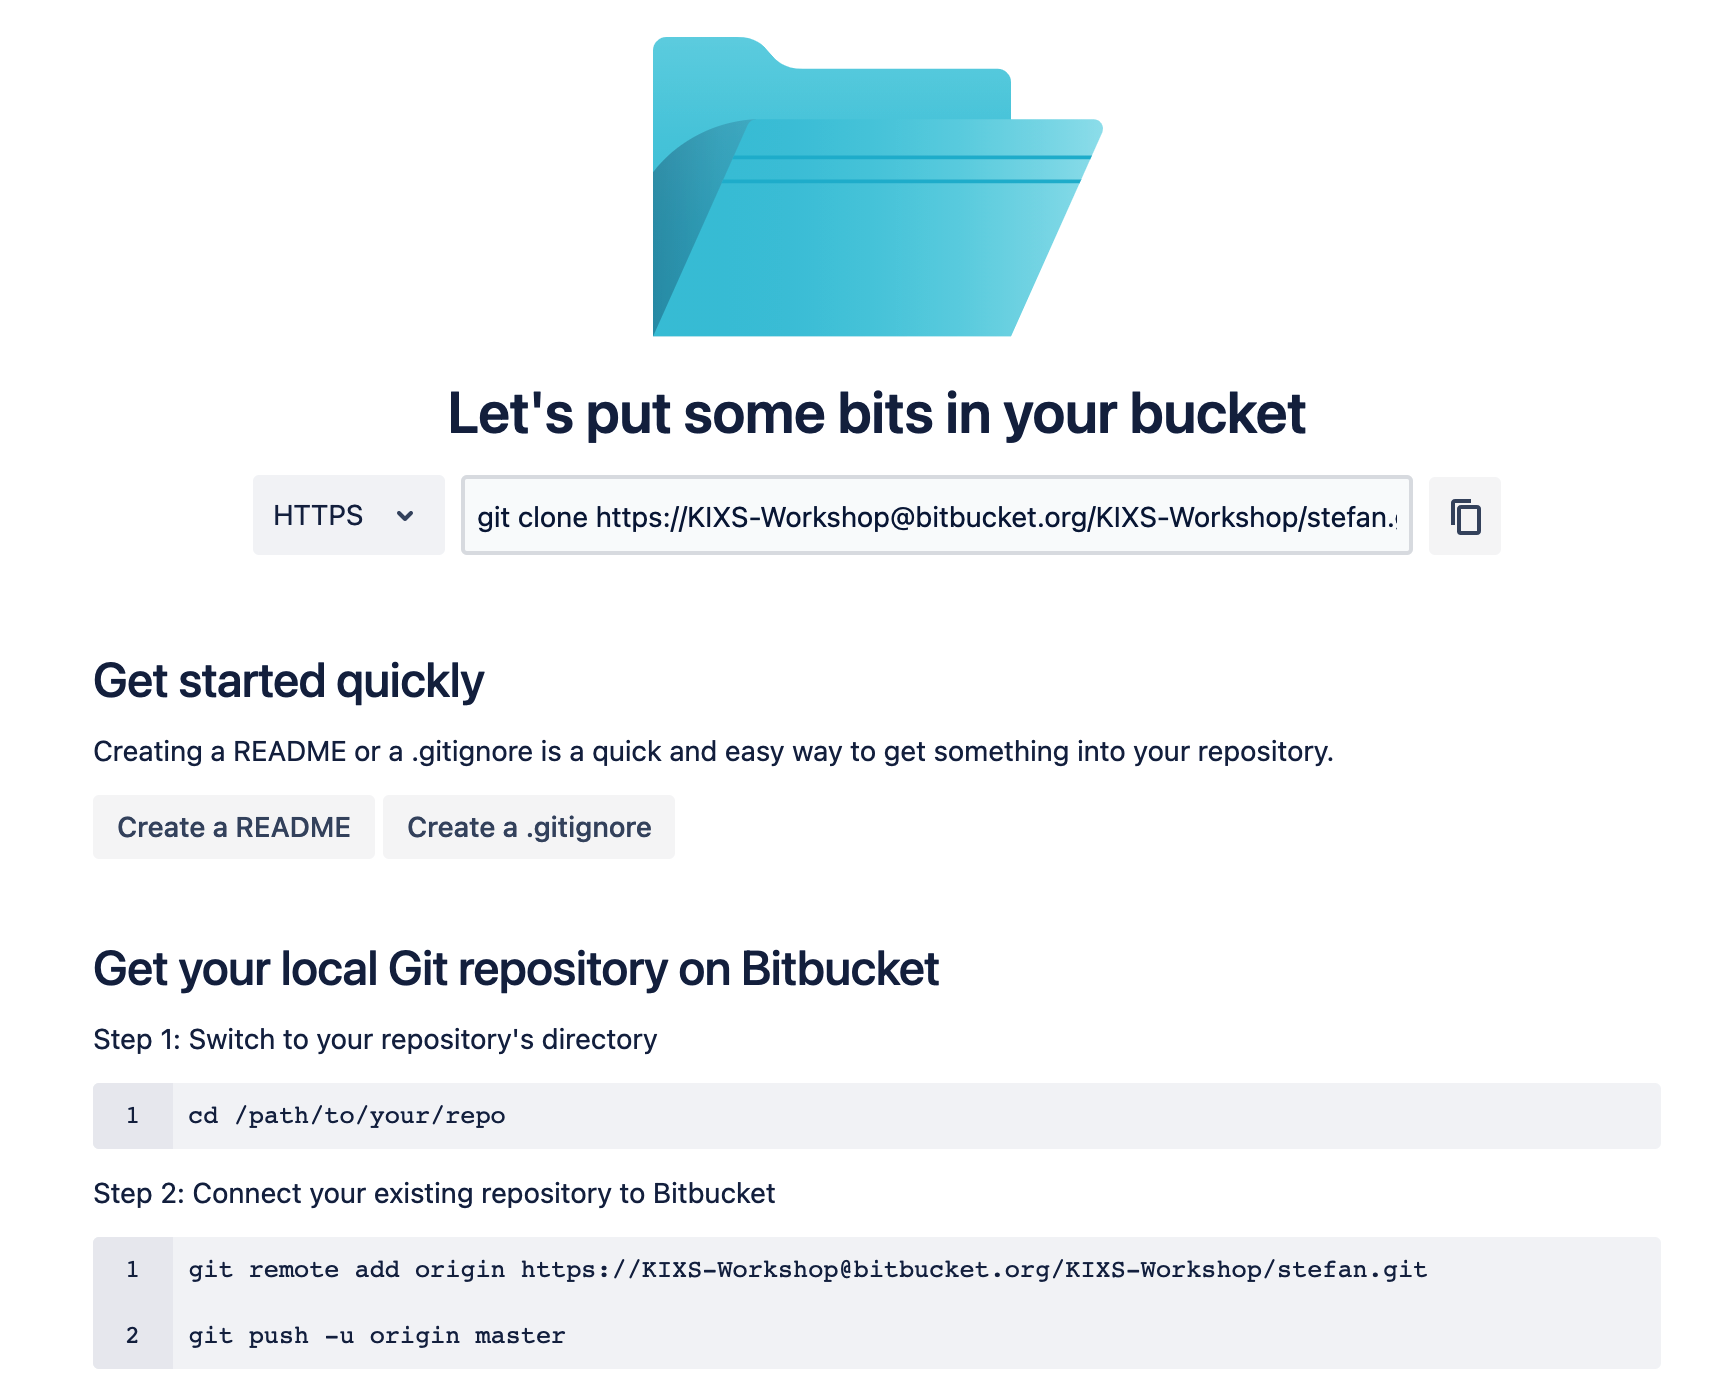 Let's put some bits in your bucket
HTTPS
git clone https://KIXS-Workshop@bitbucket.org/KIXS-Workshop/stefan.
Get started quickly
Creating a README or a .gitignore is a quick and easy way to get something into your repository.
Create a README
Create a .gitignore
Get your local Git repository on Bitbucket
Step 1: Switch to your repository's directory
1 cd /path/to/your/repo
Step 2: Connect your existing repository to Bitbucket
1 git remote add origin https://KIXS-Workshop@bitbucket.org/KIXS-Workshop/stefan.git
2 git push -u origin master